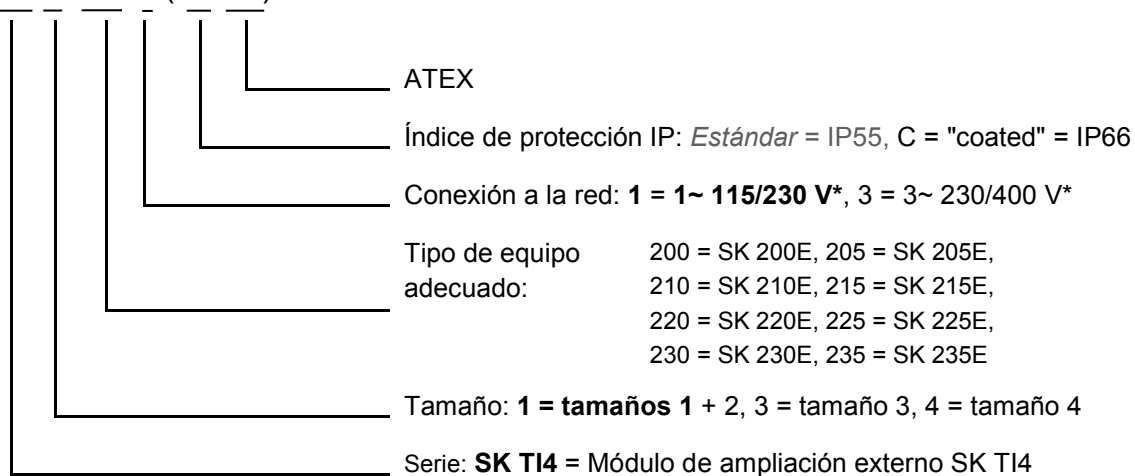 ATEX
Índice de protección IP: Estándar = IP55, C = "coated" = IP66
Conexión a la red: 1 = 1~ 115/230 V*, 3 = 3~ 230/400 V*
Tipo de equipo adecuado:
200 = SK 200E, 205 = SK 205E,
210 = SK 210E, 215 = SK 215E,
220 = SK 220E, 225 = SK 225E,
230 = SK 230E, 235 = SK 235E
Tamaño: 1 = tamaños 1 + 2, 3 = tamaño 3, 4 = tamaño 4
Serie: SK TI4 = Módulo de ampliación externo SK TI4